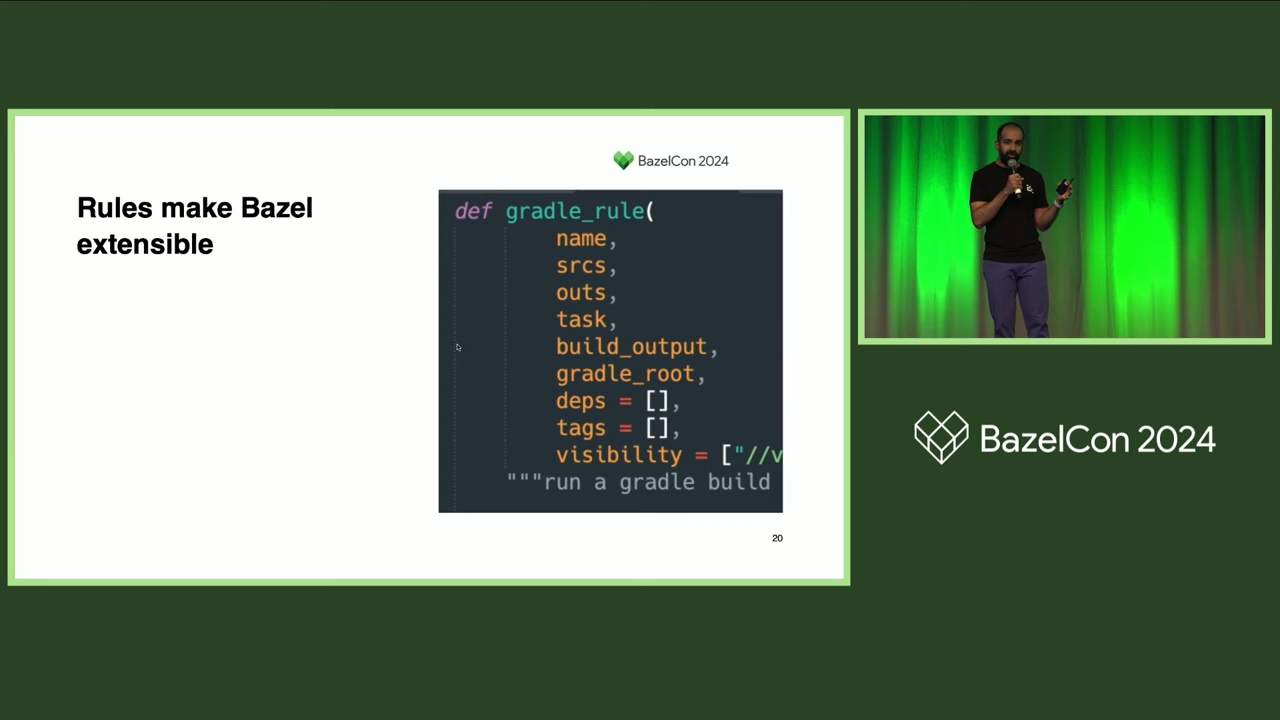 BazelCon 2024
Rules make Bazel
extensible
def gradle_rule(
name,
srcs,
outs,
task,
build_output,
gradle_root,
deps = [],
tags = [],
visibility = ["//v
"""run a gradle build
20
BazelCon 2024